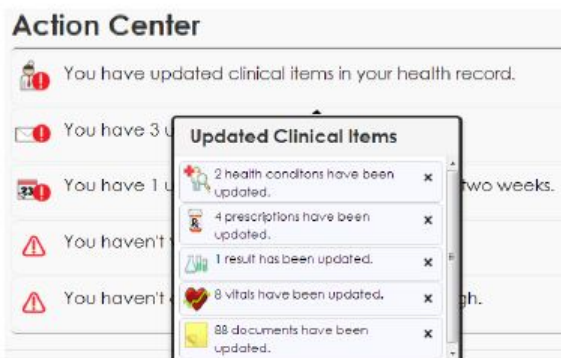 Action Center
You have updated clinical items in your health record.
You have 3 u
Updated Clinical Items
2 health conditons have been
updated.
You have 1 u
two weeks.
4 prescriptions have been
updated.
You haven't
1 result has been updated.
8 vitals have been updated.
You haven't
gh.
88 documents have been
updated.